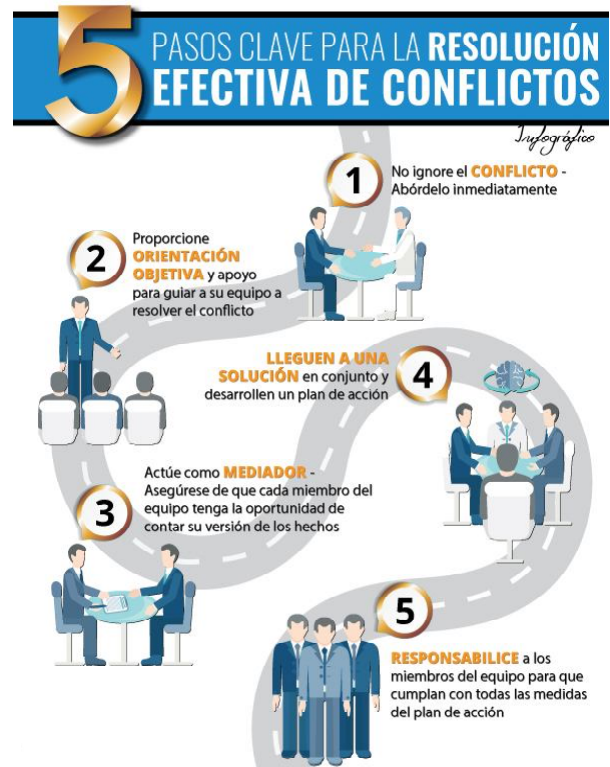 5
PASOS CLAVE PARA LA RESOLUCIÓN
EFECTIVA DE CONFLICTOS
Infográfico
1
No ignore el CONFLICTO -
Abórdelo inmediatamente
2
Proporcione
ORIENTACIÓN
OBJETIVA y apoyo
para guiar a su equipo a
resolver el conflicto
3
Actúe como MEDIADOR -
Asegúrese de que cada miembro del
equipo tenga la oportunidad de
contar su versión de los hechos
4
LLEGUEN A UNA
SOLUCIÓN en conjunto y
desarrollen un plan de acción
5
RESPONSABILICE a los
miembros del equipo para que
cumplan con todas las medidas
del plan de acción